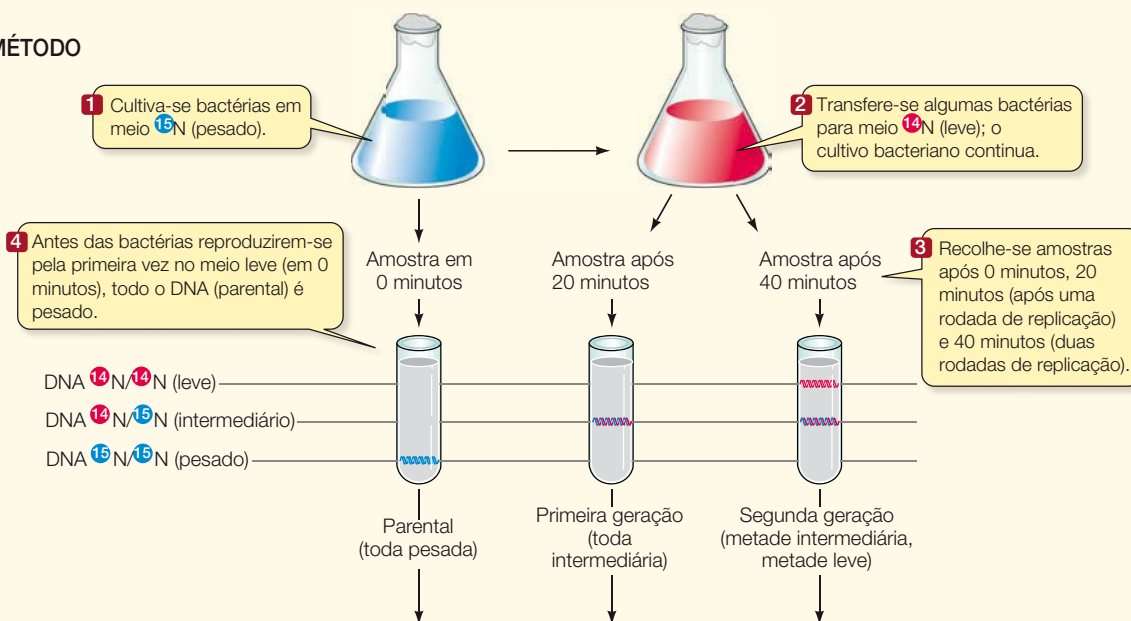 MÉTODO
1 Cultiva-se bactérias em
meio 15N (pesado).
2 Transfere-se algumas bactérias
para meio 14N (leve); o
cultivo bacteriano continua.
4 Antes das bactérias reproduzirem-se
pela primeira vez no meio leve (em 0
minutos), todo o DNA (parental) é
pesado.
Amostra em
0 minutos
Amostra após
20 minutos
Amostra após
40 minutos
3 Recolhe-se amostras
após 0 minutos, 20
minutos (após uma
rodada de replicação)
e 40 minutos (duas
rodadas de replicação).
DNA 14N/14N (leve)
DNA 14N/15N (intermediário)
DNA 15N/15N (pesado)
Parental
(toda pesada)
Primeira geração
(toda
intermediária)
Segunda geração
(metade intermediária,
metade leve)